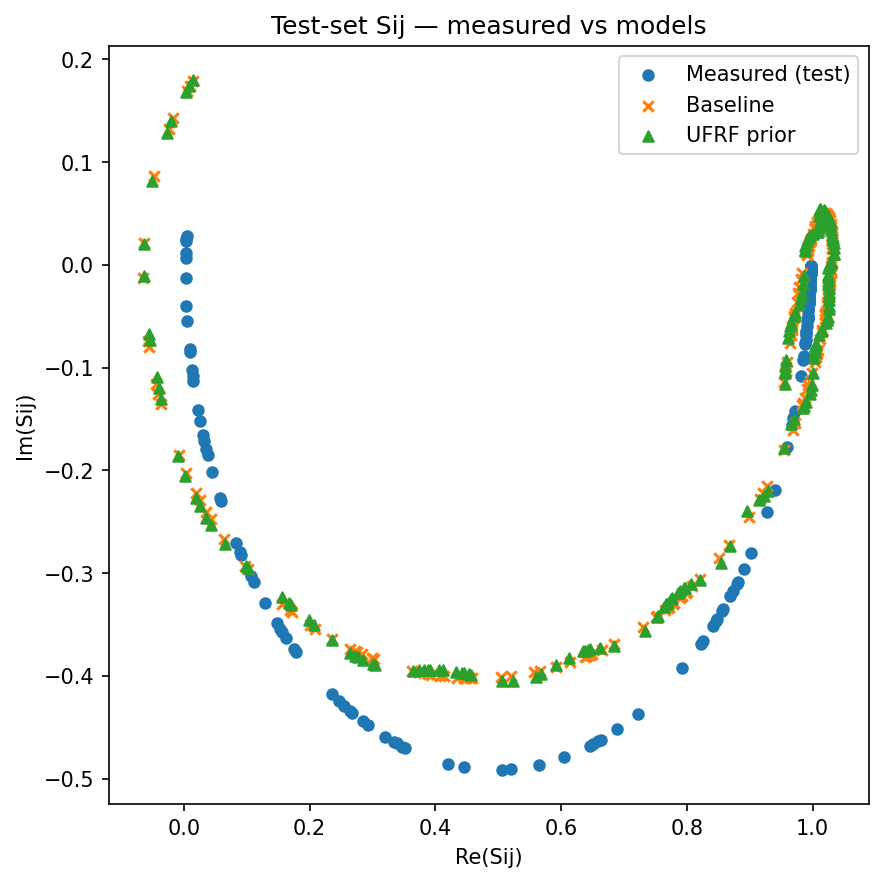 Test-set Sij — measured vs models
Measured (test)
Baseline
UFRF prior
0.2
0.1
0.0
−0.1
−0.2
−0.3
−0.4
−0.5
Im(Sij)
0.0
0.2
0.4
0.6
0.8
1.0
Re(Sij)